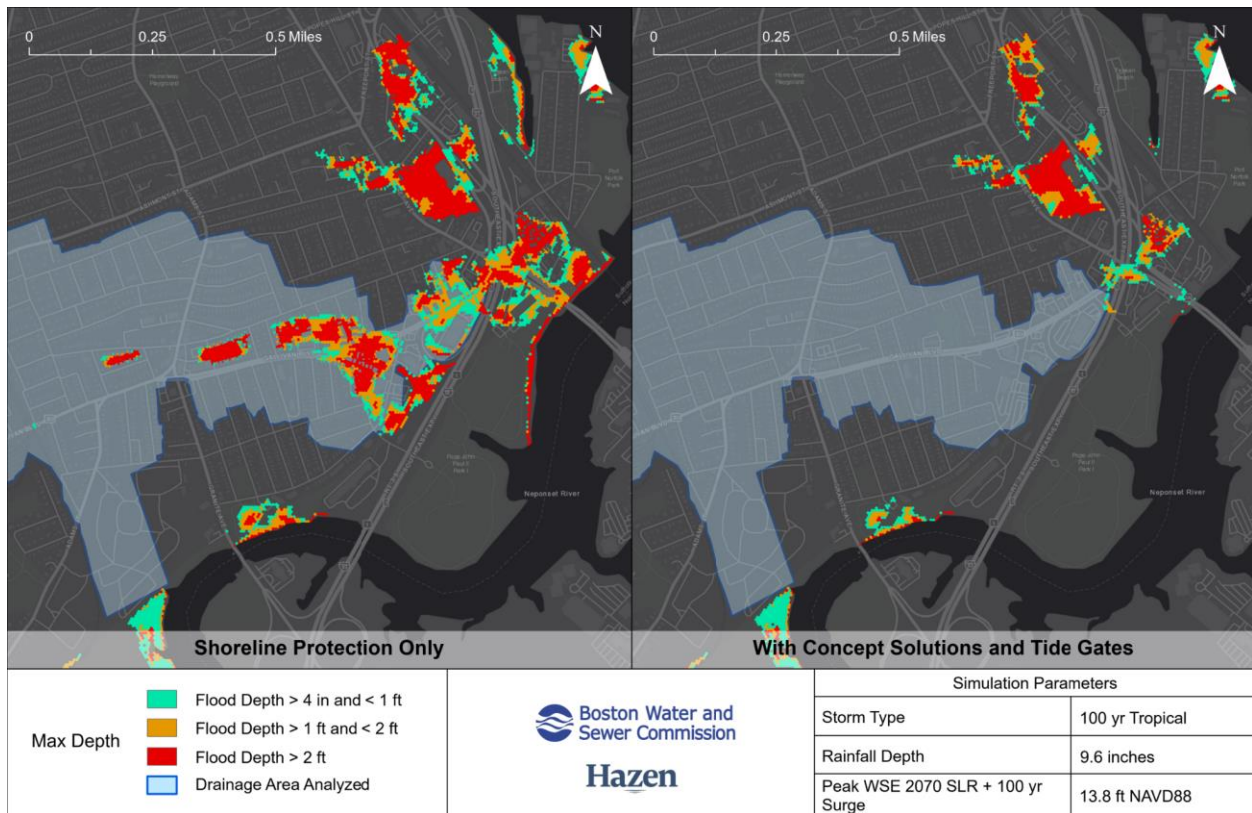 0
0.25
0.5 Miles
N
Neponset River
Shoreline Protection Only
0
0.25
0.5 Miles
N
Neponset River
With Concept Solutions and Tide Gates
Max Depth
Flood Depth > 4 in and < 1 ft
Flood Depth > 1 ft and < 2 ft
Flood Depth > 2 ft
Drainage Area Analyzed
Boston Water and
Sewer Commission
Hazen
Simulation Parameters
Storm Type
100 yr Tropical
Rainfall Depth
9.6 inches
Peak WSE 2070 SLR + 100 yr
Surge
13.8 ft NAVD88